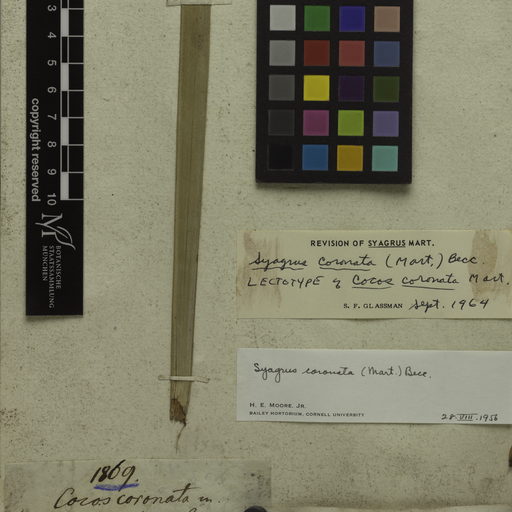 3
4
5
6
7
8
9
10
copyright reserved
BOTANISCHE
STAATSSAMMLUNG
MÜNCHEN
REVISION OF SYAGRUS MART.
Syagrus coronata (Mart.) Becc.
LECTOTYPE of Cocos coronata Mart.
S. F. GLASSMAN Sept. 1964
Syagrus coronata (Mart.) Becc.
H. E. MOORE, JR.
BAILEY HORTORIUM, CORNELL UNIVERSITY
28 VIII 1956
1869.
Cocos coronata m.